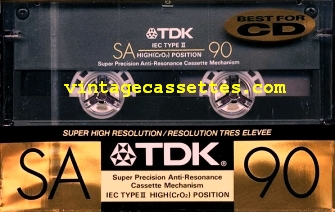 BEST FOR
CD
TDK
SA IEC TYPE II 90
HIGH(CrO₂) POSITION
Super Precision Anti-Resonance Cassette Mechanism
vintagecassettes.com
SUPER HIGH RESOLUTION/RESOLUTION TRES ELEVEE
SA TDK® 90
Super Precision Anti-Resonance
Cassette Mechanism
IEC TYPE II HIGH(CrO₂) POSITION